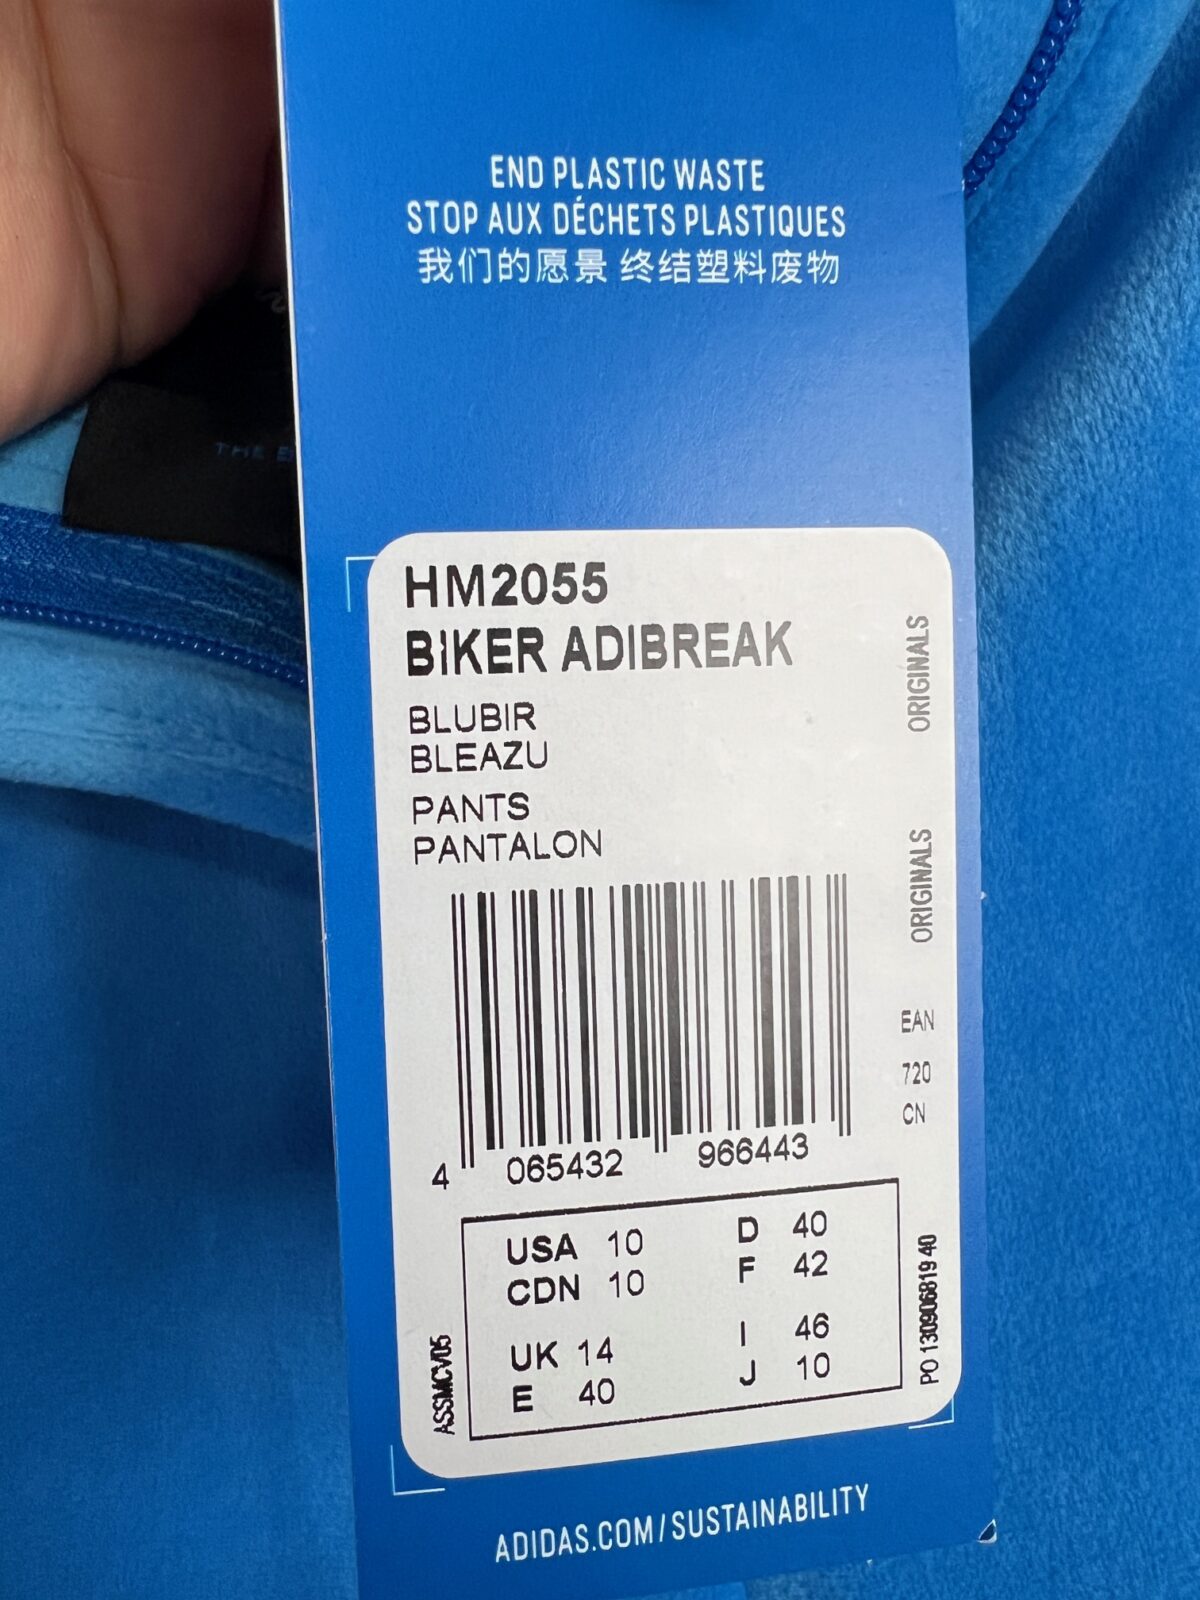 END PLASTIC WASTE
STOP AUX DÉCHETS PLASTIQUES
我们的愿景 终结塑料废物
THE
HM2055
BIKER ADIBREAK
BLUBIR
BLEAZU
PANTS
PANTALON
ORIGINALS
ORIGINALS
EAN
720
CN
4 065432 966443
USA 10 D 40
CDN 10 F 42
UK 14 I 46
E 40 J 10
ASSMCV05
PO 130906819 40
ADIDAS.COM/SUSTAINABILITY